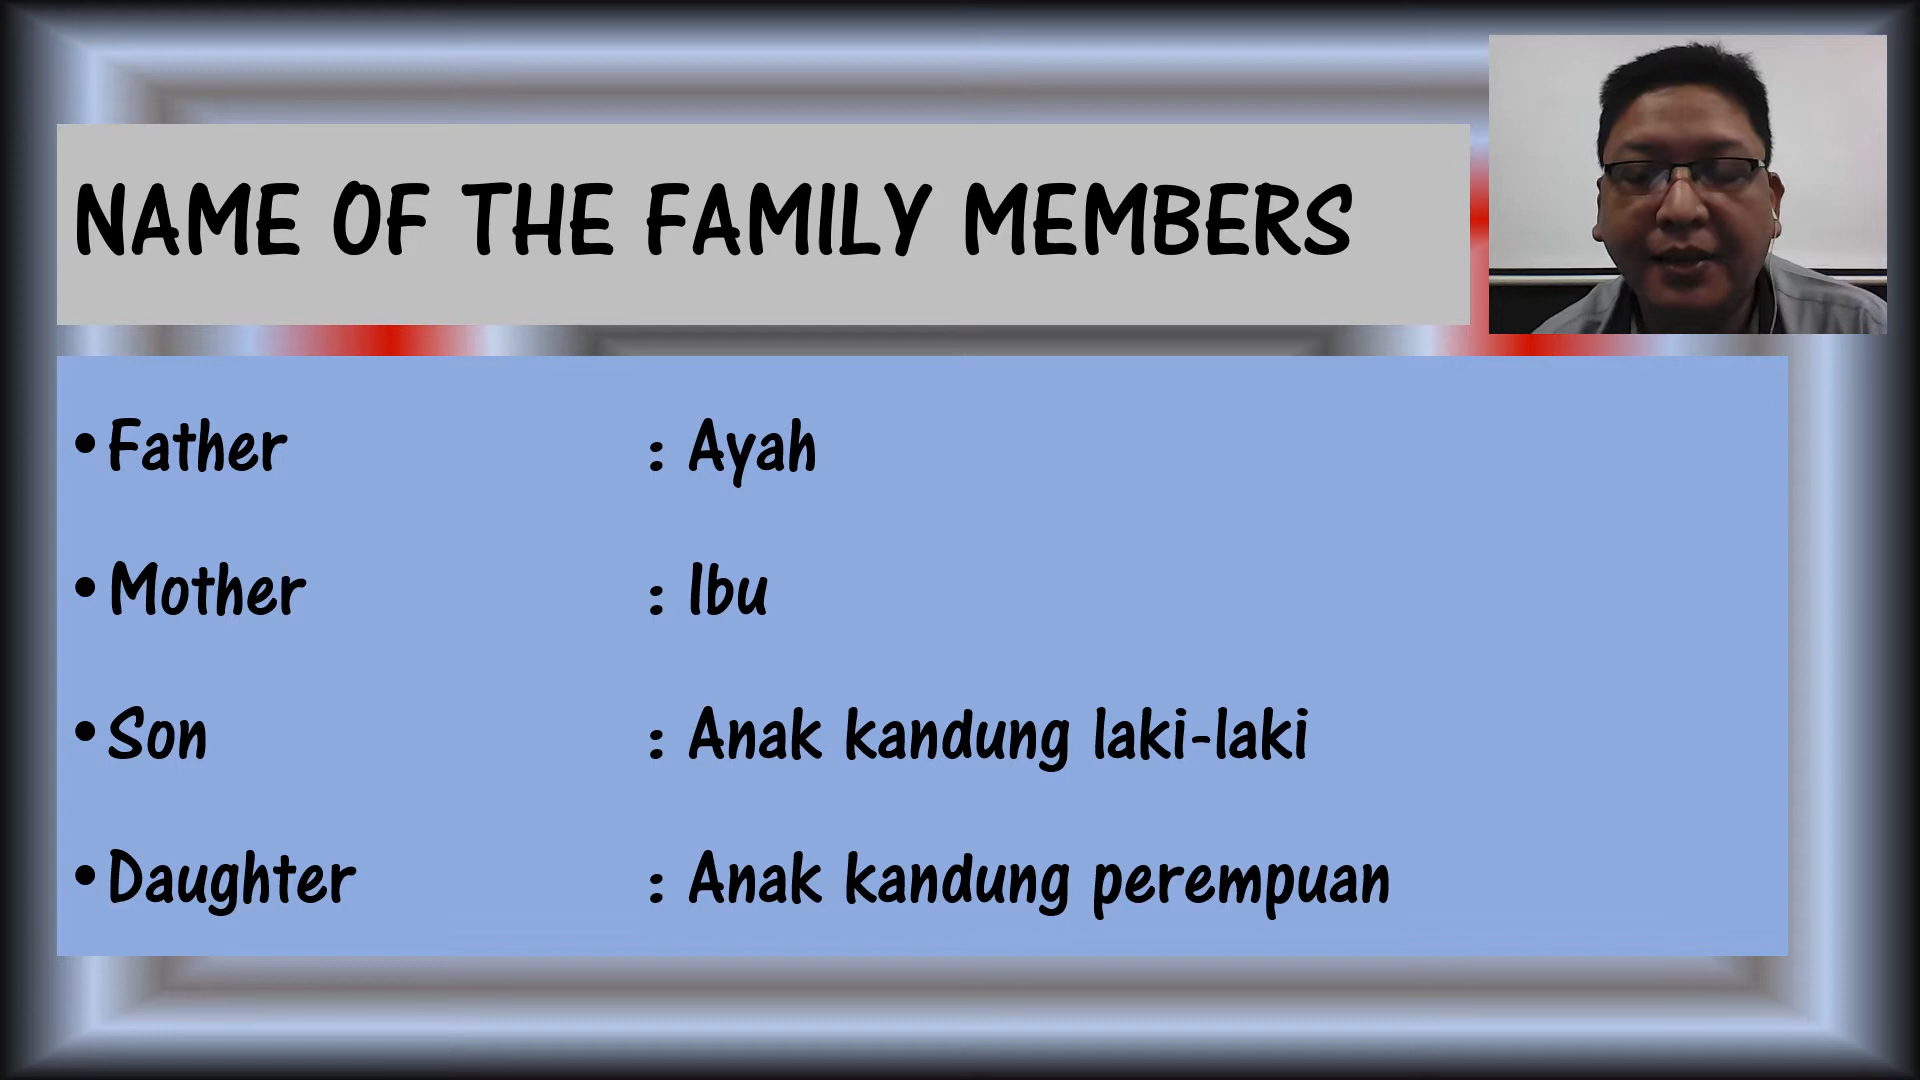 NAME OF THE FAMILY MEMBERS
• Father : Ayah
• Mother : Ibu
• Son : Anak kandung laki-laki
• Daughter : Anak kandung perempuan